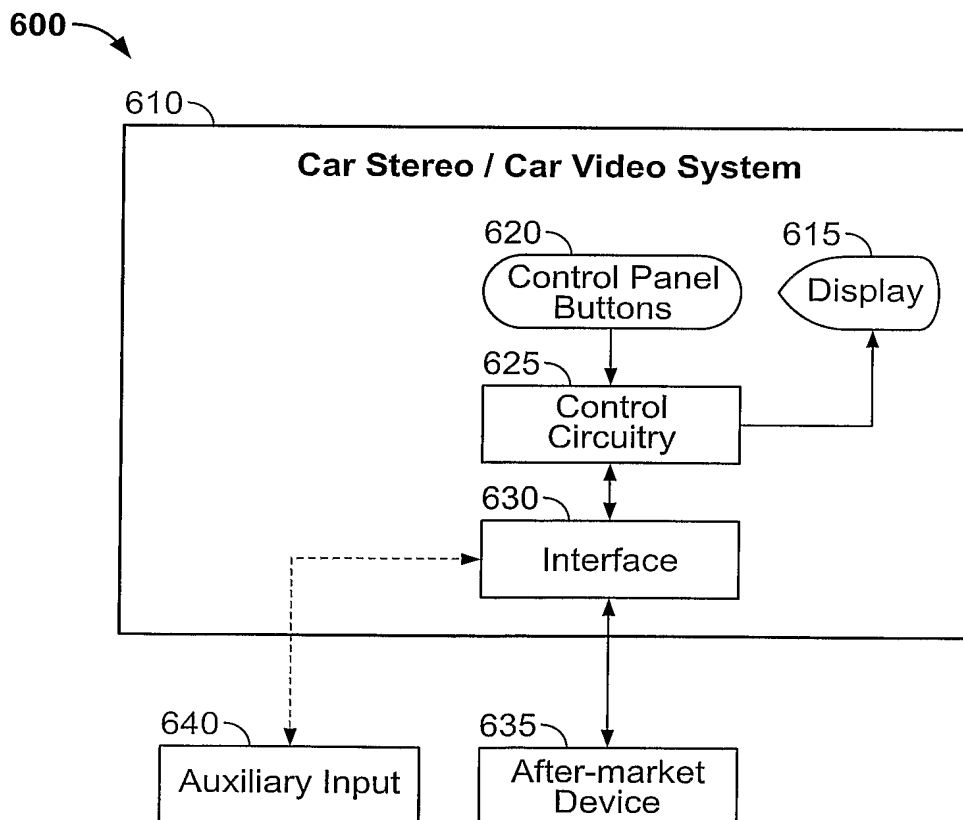 600
610
Car Stereo / Car Video System
620
615
Control Panel
Buttons
Display
625
Control
Circuitry
630
Interface
640
635
Auxiliary Input
After-market
Device